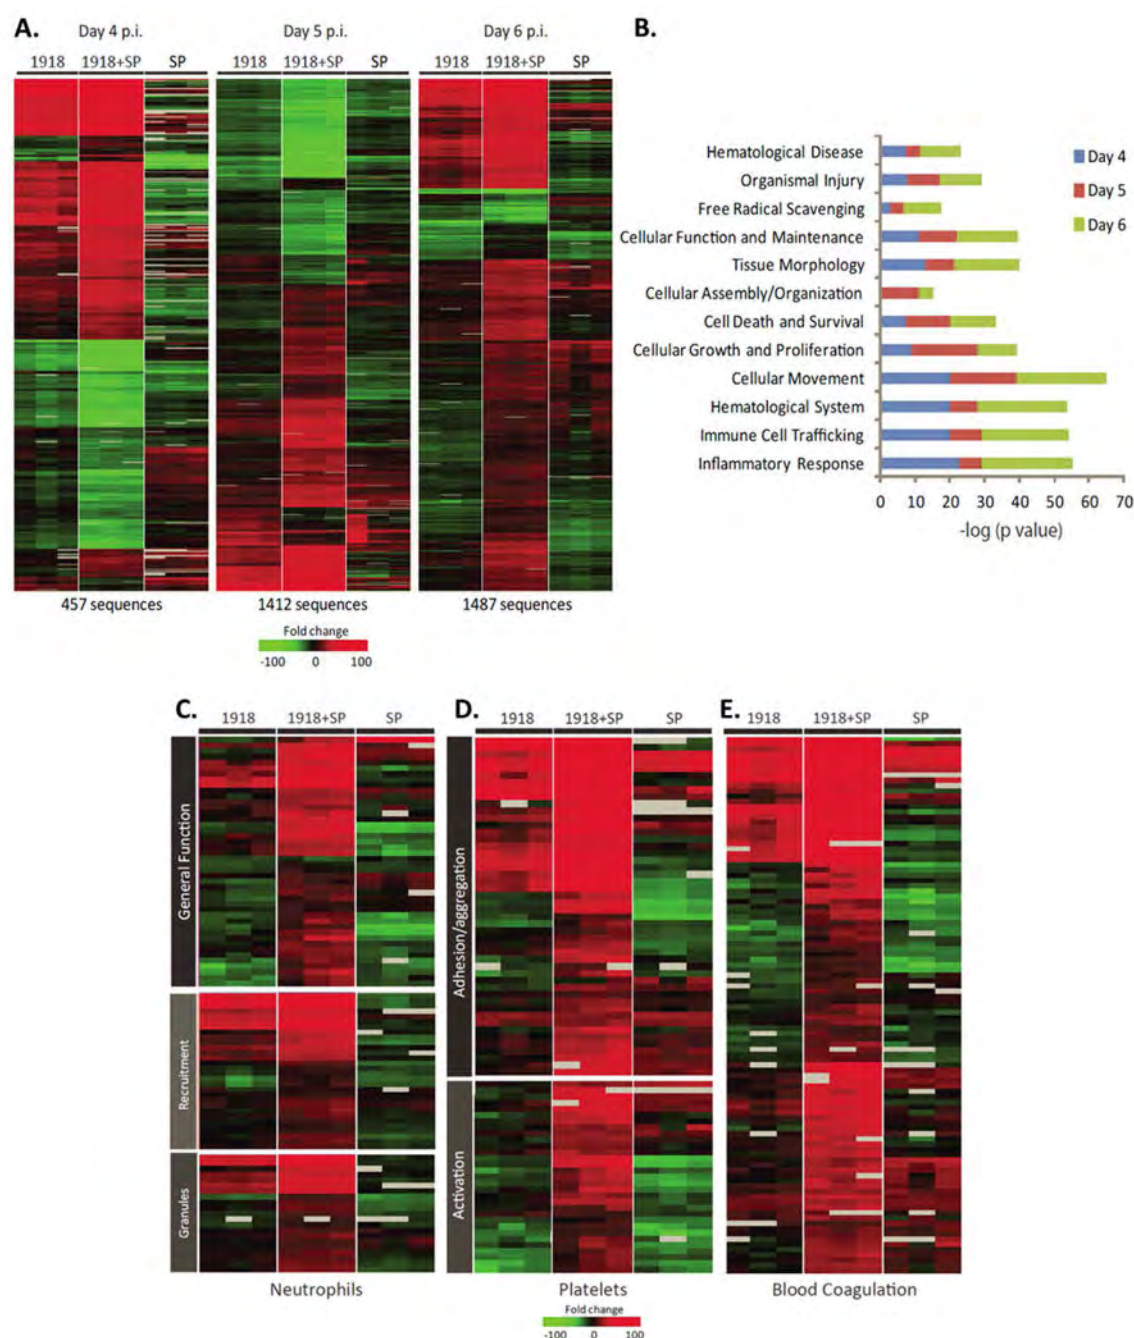 A.
Day 4 p.i.
Day 5 p.i.
Day 6 p.i.
1918 1918+SP SP
1918 1918+SP SP
1918 1918+SP SP
457 sequences
1412 sequences
1487 sequences
Fold change
-100 0 100
B.
Hematological Disease
Organismal Injury
Free Radical Scavenging
Cellular Function and Maintenance
Tissue Morphology
Cellular Assembly/Organization
Cell Death and Survival
Cellular Growth and Proliferation
Cellular Movement
Hematological System
Immune Cell Trafficking
Inflammatory Response
0 10 20 30 40 50 60 70
-log (p value)
Day 4
Day 5
Day 6
C.
1918 1918+SP SP
General Function
Recruitment
Granules
Neutrophils
D.
1918 1918+SP SP
Adhesion/aggregation
Activation
Platelets
E.
1918 1918+SP SP
Blood Coagulation
Fold change
-100 0 100